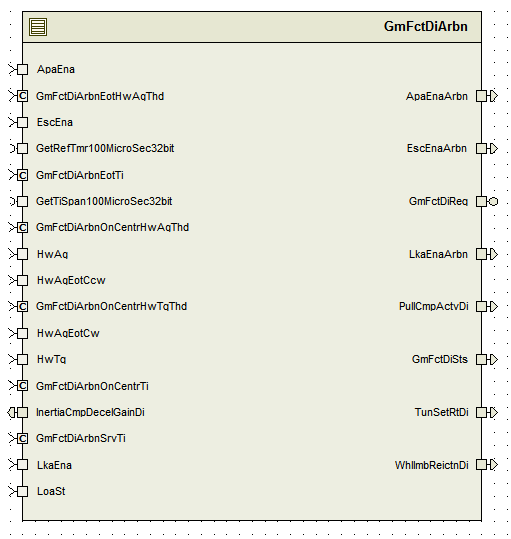 GmFctDiArbn
ApaEna
C GmFctDiArbnEotHwAgThd
EscEna
GetRefTmr100MicroSec32bit
C GmFctDiArbnEotTi
GetTiSpan100MicroSec32bit
C GmFctDiArbnOnCentrHwAgThd
HwAg
HwAgEotCcw
C GmFctDiArbnOnCentrHwTqThd
HwAgEotCw
HwTq
C GmFctDiArbnOnCentrTi
InertiaCmpDecelGainDi
C GmFctDiArbnSrvTi
LkaEna
LoaSt
ApaEnaArbn
EscEnaArbn
GmFctDiReq
LkaEnaArbn
PullCmpActvDi
GmFctDiSts
TunSetRtDi
WhlImbRejctnDi